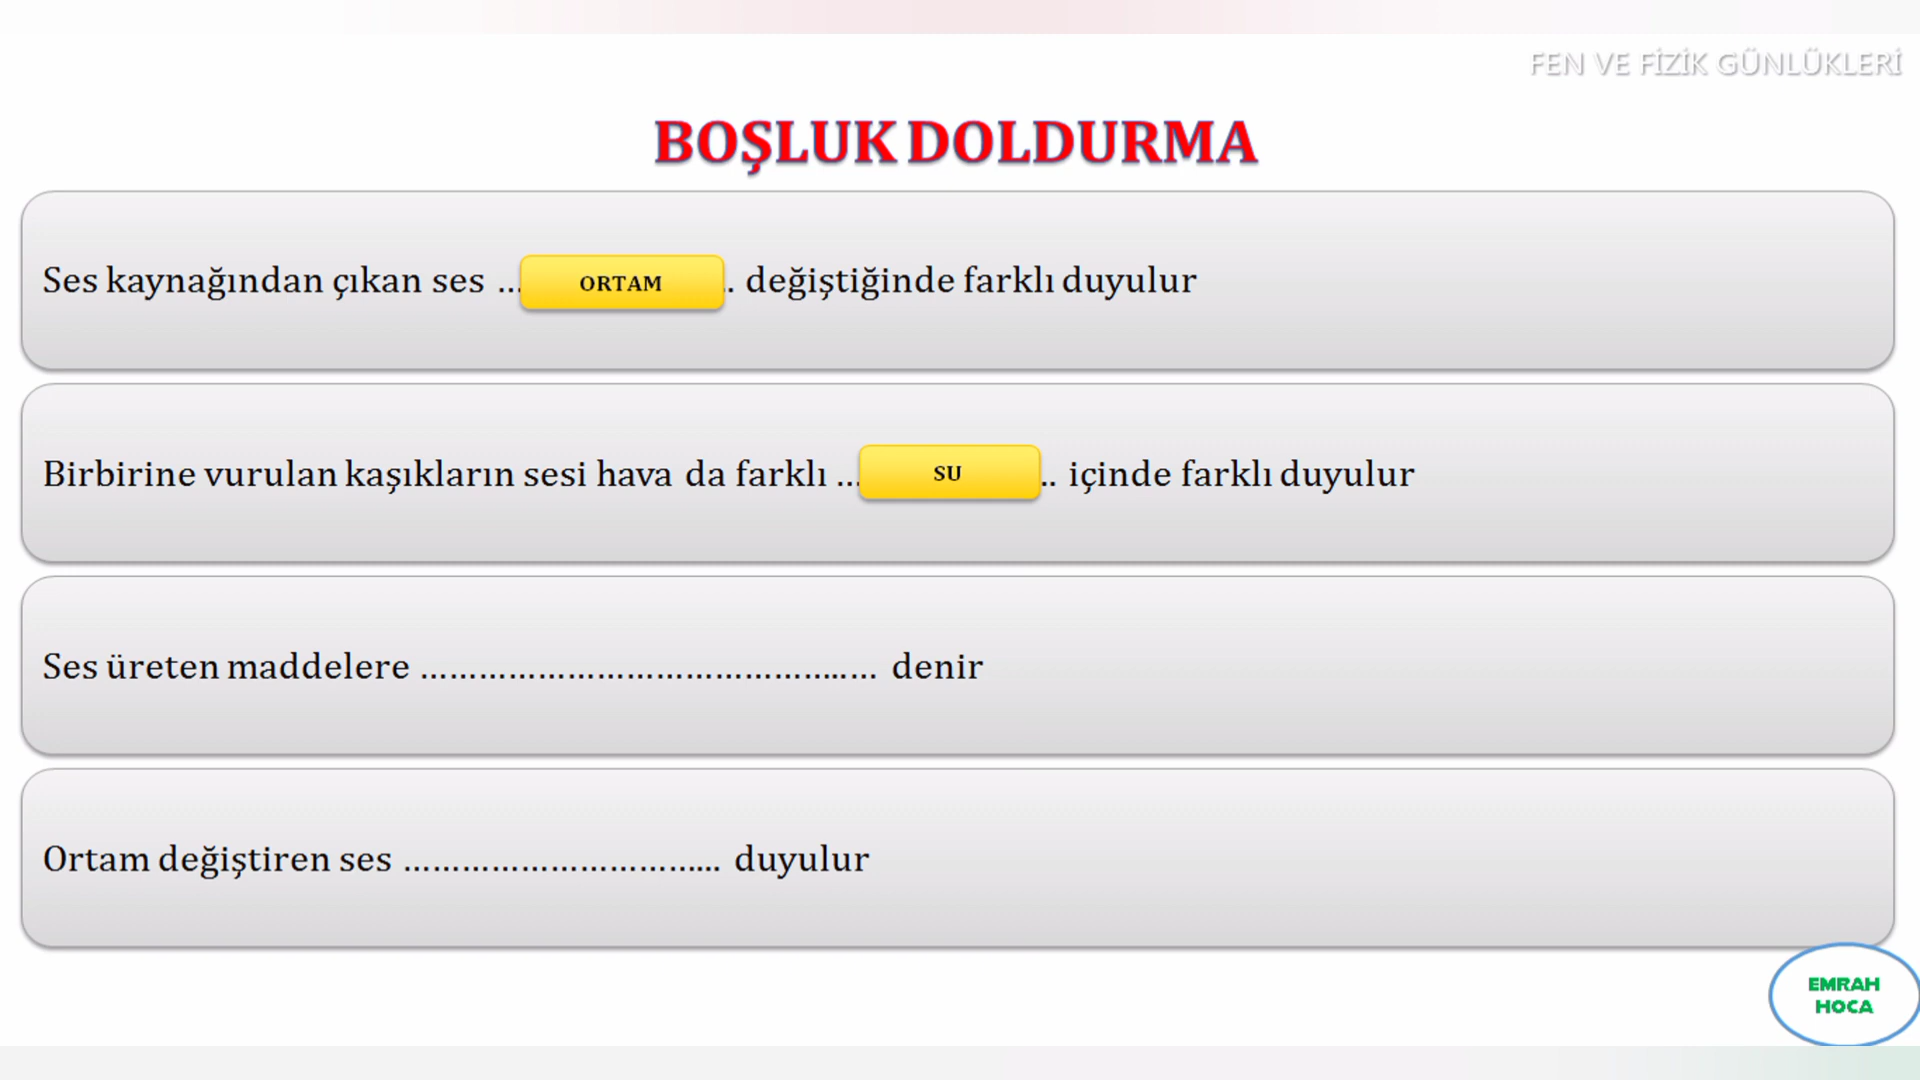 FEN VE FİZİK GÜNLÜKLERİ
BOŞLUK DOLDURMA
Ses kaynağından çıkan ses ... ORTAM . değiştiğinde farklı duyulur
Birbirine vurulan kaşıkların sesi hava da farklı ... SU .. içinde farklı duyulur
Ses üreten maddelere ……………………………………..… denir
Ortam değiştiren ses …………………………... duyulur
EMRAH
HOCA